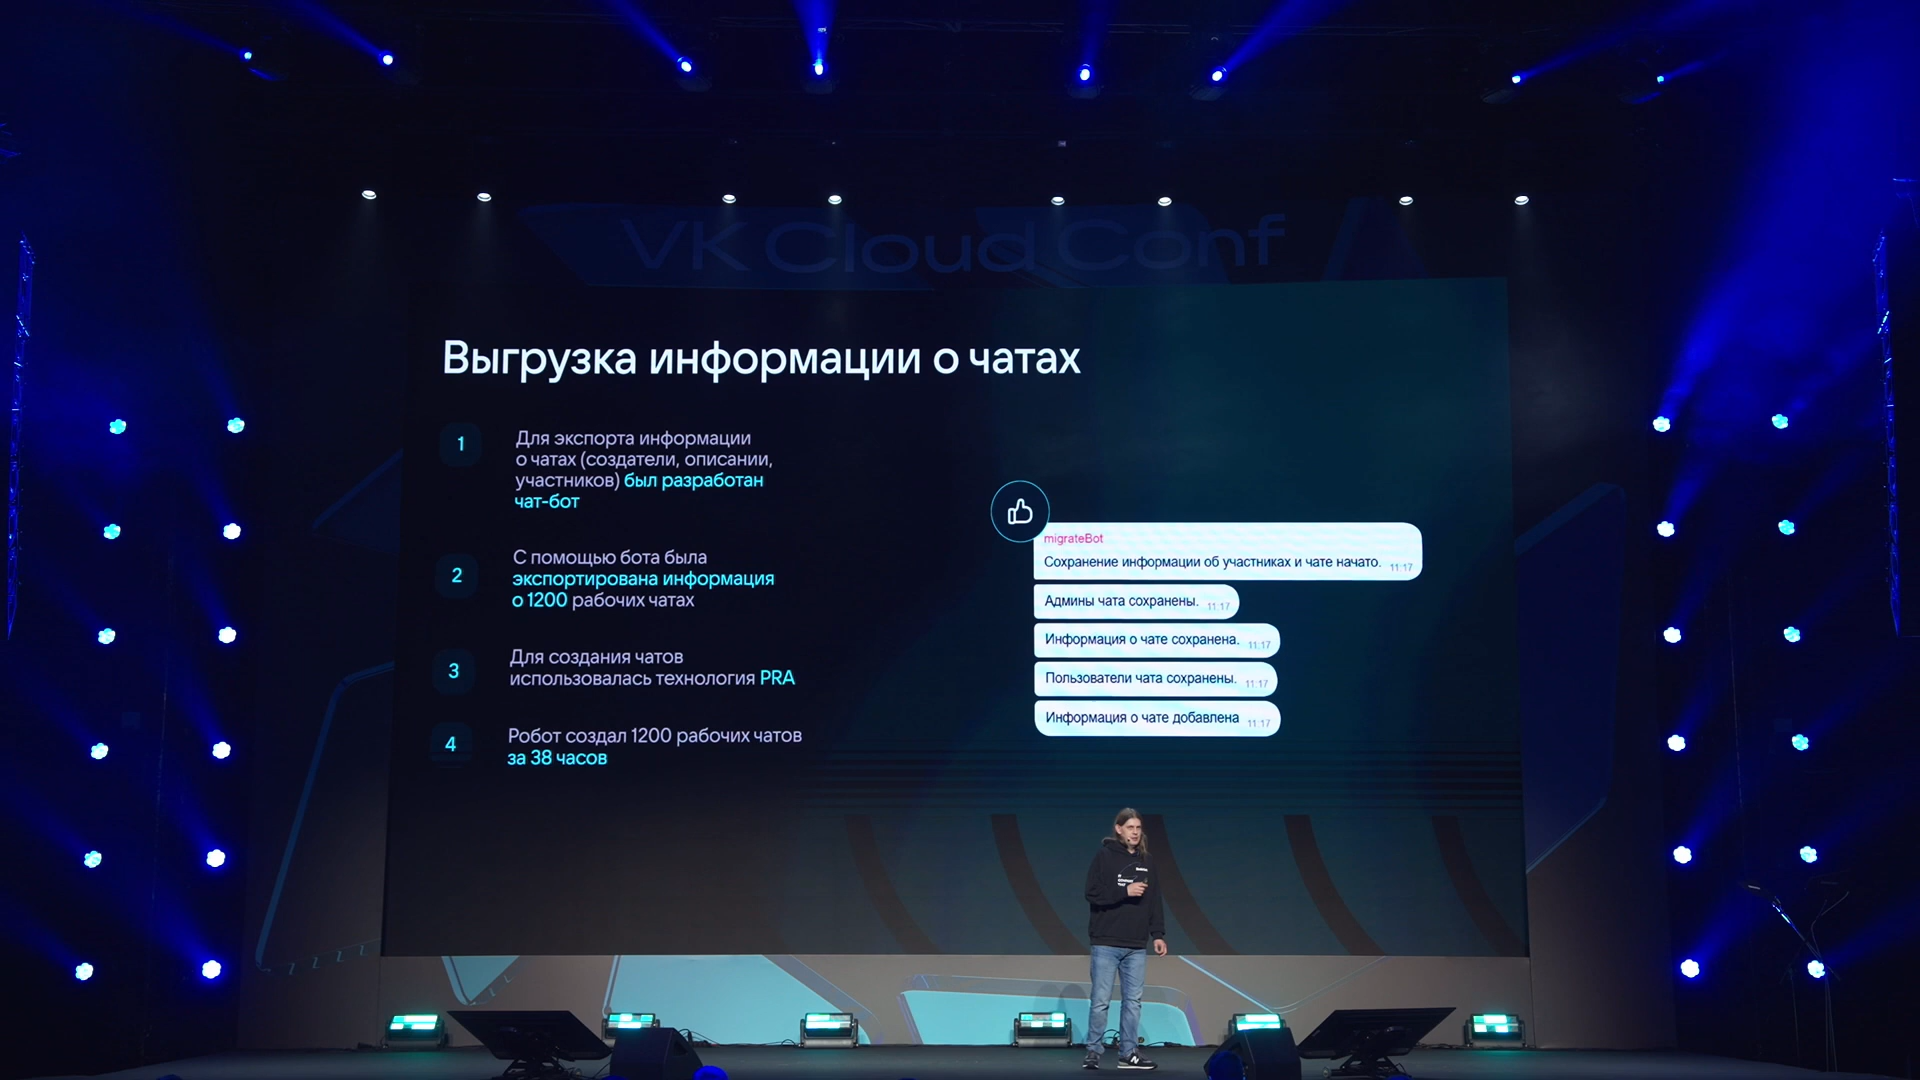 VK Cloud Conf
Выгрузка информации о чатах
1
Для экспорта информации
о чатах (создатели, описании,
участников) был разработан
чат-бот
2
С помощью бота была
экспортирована информация
о 1200 рабочих чатах
3
Для создания чатов
использовалась технология PRA
4
Робот создал 1200 рабочих чатов
за 38 часов
migrateBot
Сохранение информации об участниках и чате начато. 11:17
Админы чата сохранены. 11:17
Информация о чате сохранена. 11:17
Пользователи чата сохранены. 11:17
Информация о чате добавлена 11:17